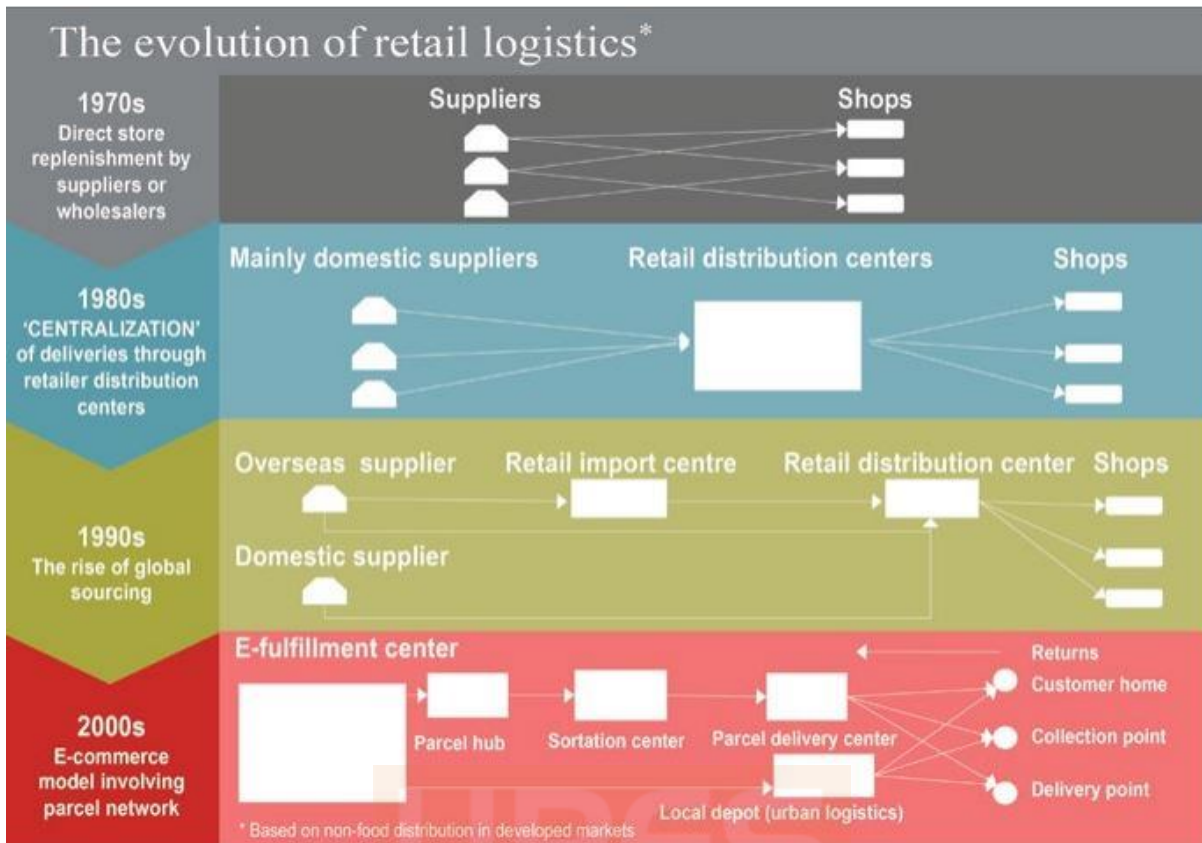 The evolution of retail logistics*
1970s
Direct store
replenishment by
suppliers or
wholesalers
Suppliers
Shops
1980s
'CENTRALIZATION'
of deliveries through
retailer distribution
centers
Mainly domestic suppliers
Retail distribution centers
Shops
1990s
The rise of global
sourcing
Overseas supplier
Retail import centre
Retail distribution center
Shops
Domestic supplier
2000s
E-commerce
model involving
parcel network
E-fulfillment center
Parcel hub
Sortation center
Parcel delivery center
Local depot (urban logistics)
Returns
Customer home
Collection point
Delivery point
* Based on non-food distribution in developed markets